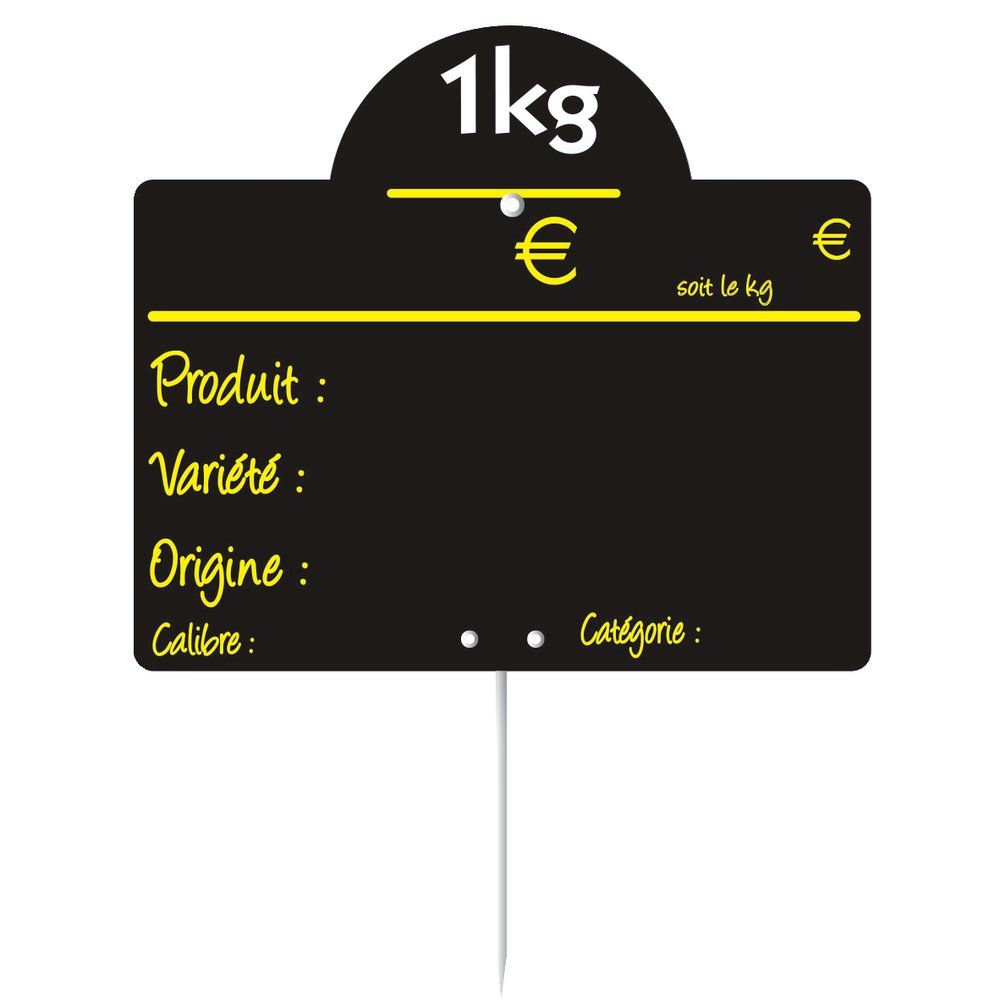 1kg
€ €
soit le kg
Produit :
Variété :
Origine :
Calibre : Catégorie :